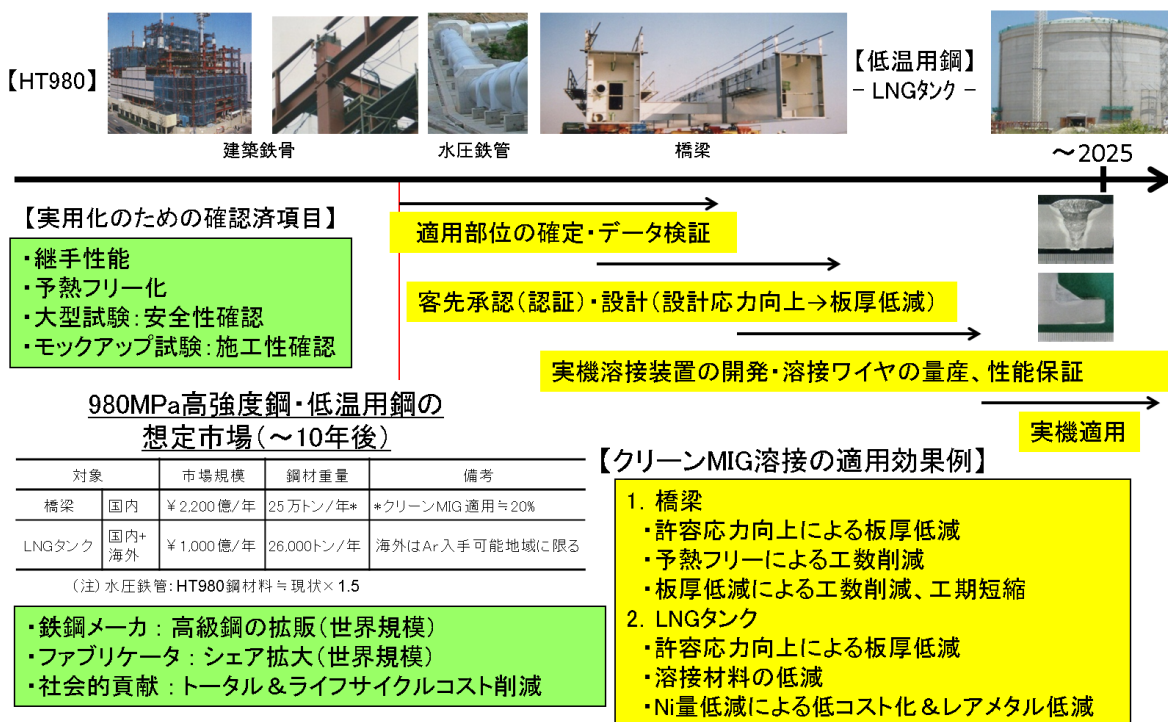 【HT980】
【低温用鋼】
- LNGタンク -
建築鉄骨
水圧鉄管
橋梁
～2025
【実用化のための確認済項目】
・継手性能
・予熱フリー化
・大型試験：安全性確認
・モックアップ試験：施工性確認
適用部位の確定・データ検証
客先承認（認証）・設計（設計応力向上→板厚低減）
実機溶接装置の開発・溶接ワイヤの量産、性能保証
実機適用
980MPa高強度鋼・低温用鋼の
想定市場（～10年後）
対象 市場規模 鋼材重量 備考
橋梁 国内 ￥2,200億/年 25万トン/年* *クリーンMIG適用≒20%
LNGタンク 国内+ ￥1,000億/年 26,000トン/年 海外はAr入手可能地域に限る
海外
（注）水圧鉄管：HT980鋼材料≒現状×1.5
・鉄鋼メーカ：高級鋼の拡販（世界規模）
・ファブリケータ：シェア拡大（世界規模）
・社会的貢献：トータル＆ライフサイクルコスト削減
【クリーンMIG溶接の適用効果例】
1. 橋梁
・許容応力向上による板厚低減
・予熱フリーによる工数削減
・板厚低減による工数削減、工期短縮
2. LNGタンク
・許容応力向上による板厚低減
・溶接材料の低減
・Ni量低減による低コスト化＆レアメタル低減